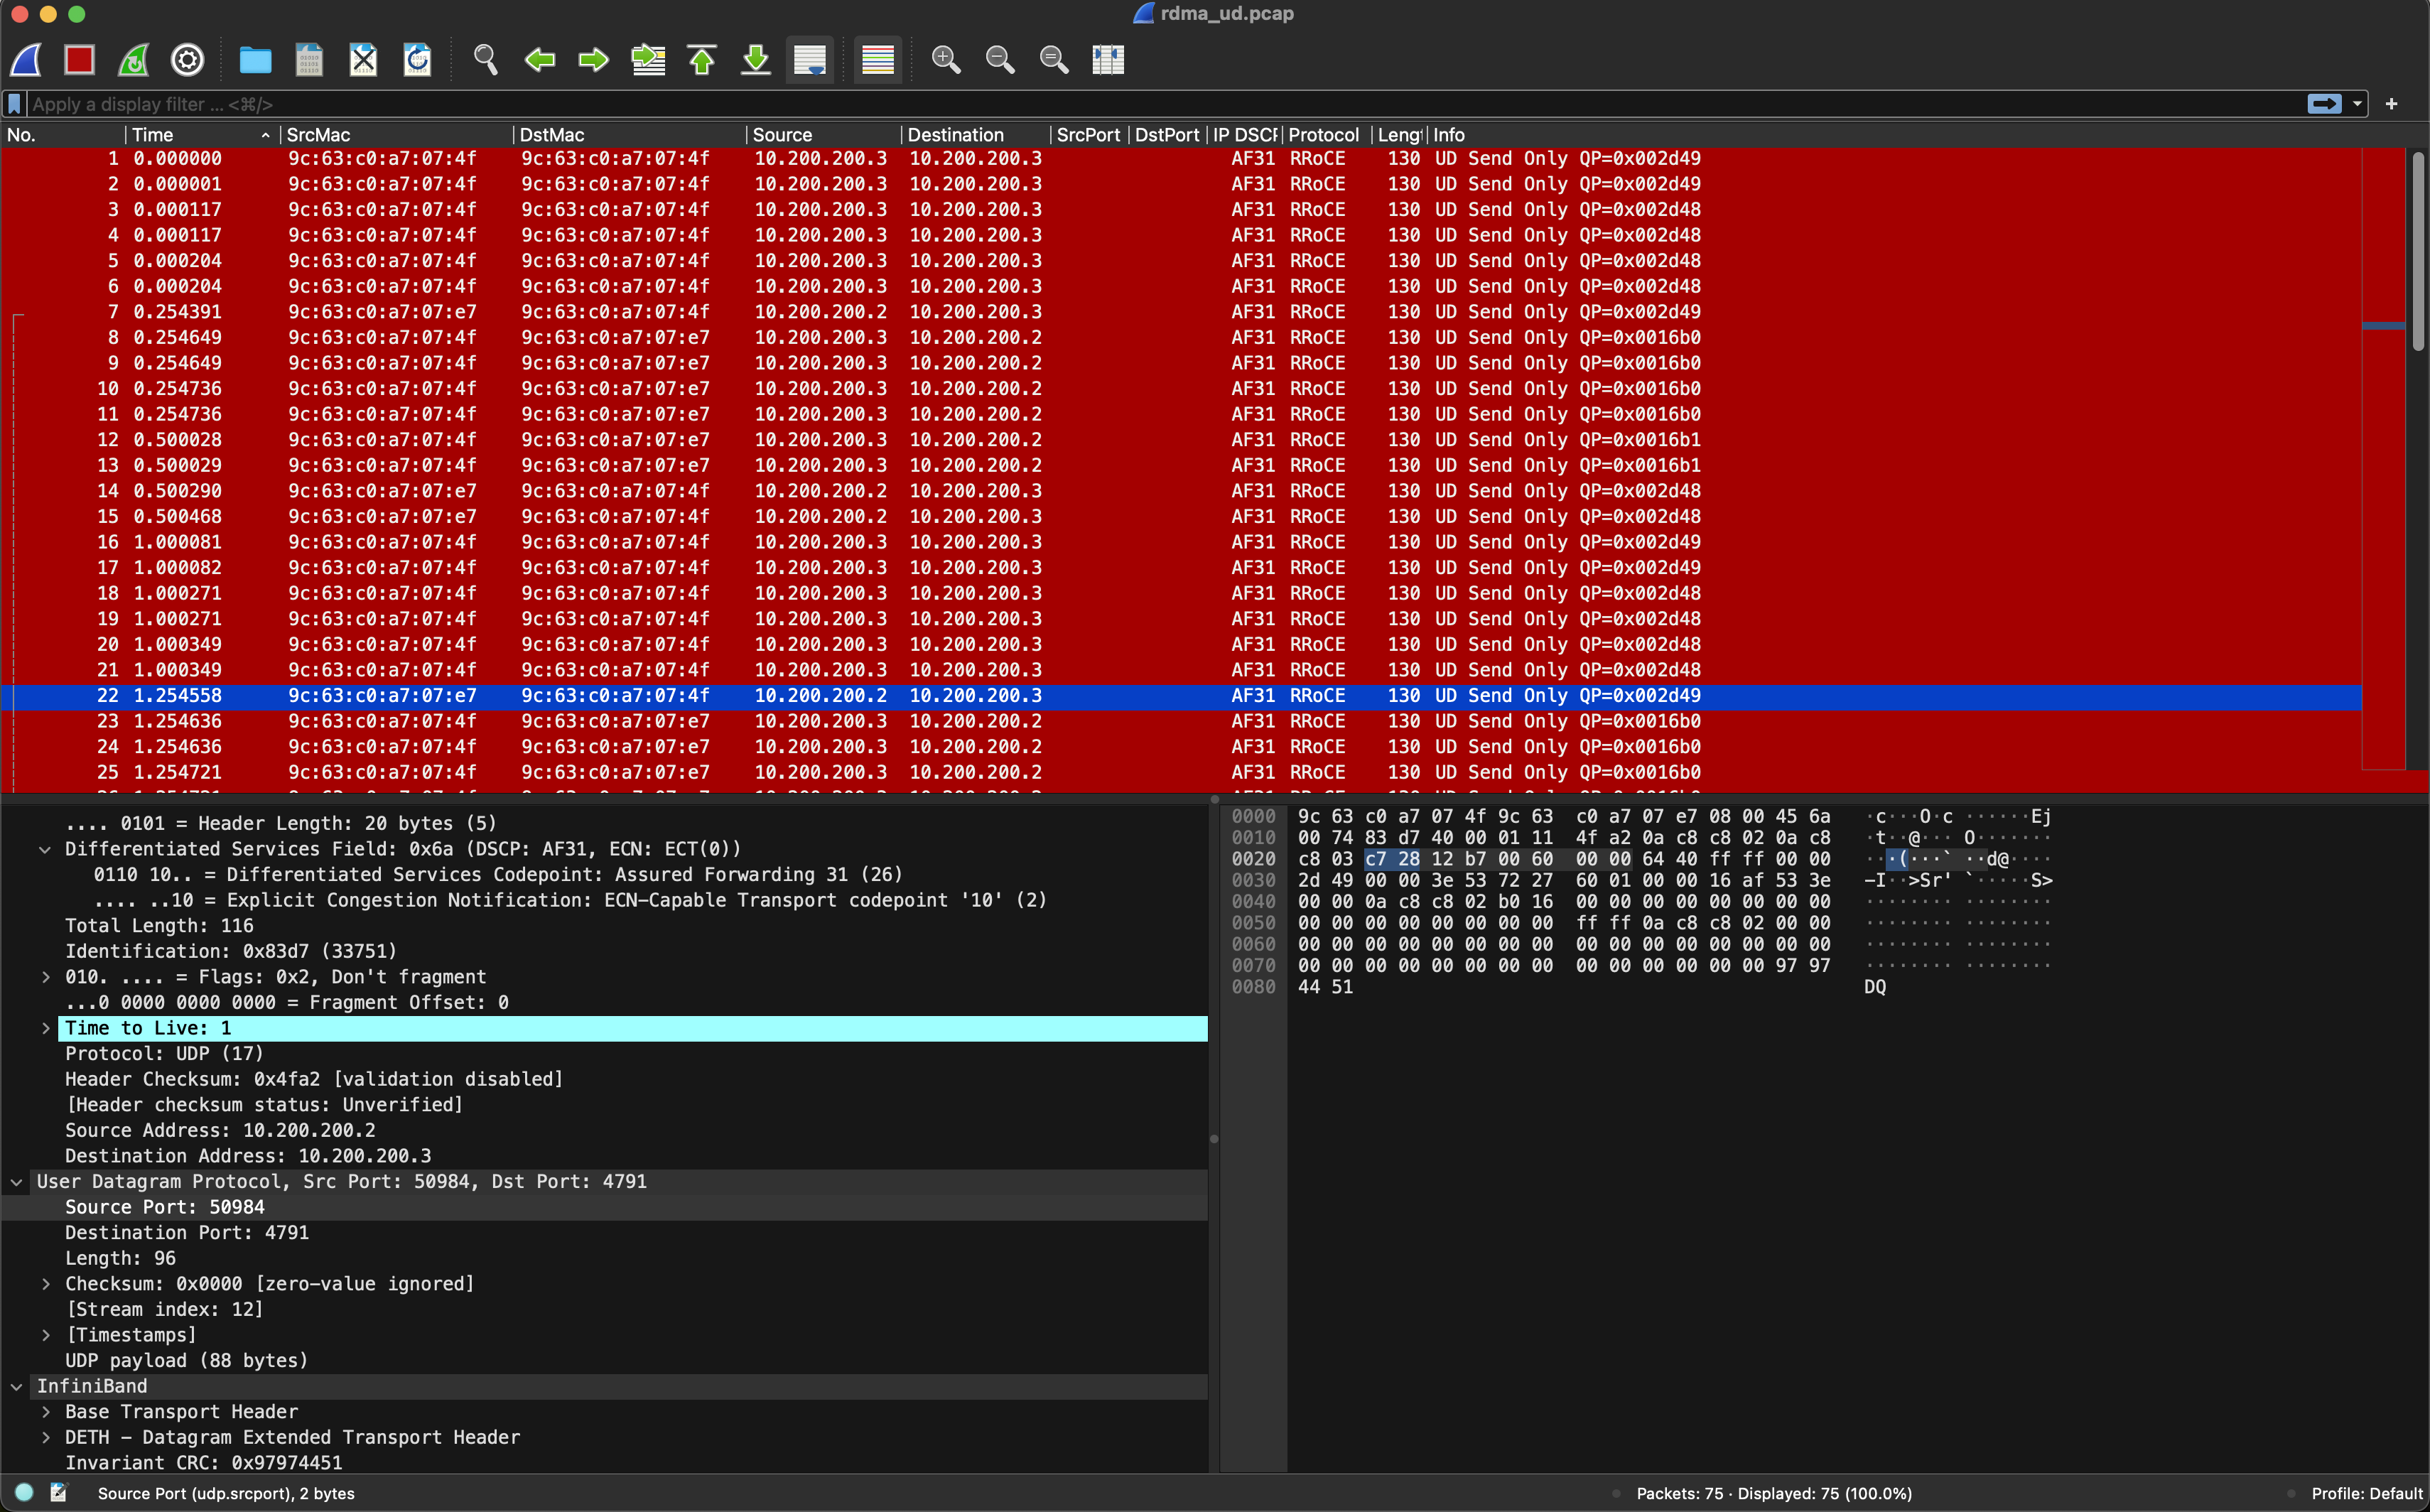 rdma_ud.pcap
Apply a display filter ... <⌘/>
No. Time SrcMac DstMac Source Destination SrcPort DstPort IP DSCF Protocol Leng Info
1 0.000000 9c:63:c0:a7:07:4f 9c:63:c0:a7:07:4f 10.200.200.3 10.200.200.3 AF31 RRoCE 130 UD Send Only QP=0x002d49
2 0.000001 9c:63:c0:a7:07:4f 9c:63:c0:a7:07:4f 10.200.200.3 10.200.200.3 AF31 RRoCE 130 UD Send Only QP=0x002d49
3 0.000117 9c:63:c0:a7:07:4f 9c:63:c0:a7:07:4f 10.200.200.3 10.200.200.3 AF31 RRoCE 130 UD Send Only QP=0x002d48
4 0.000117 9c:63:c0:a7:07:4f 9c:63:c0:a7:07:4f 10.200.200.3 10.200.200.3 AF31 RRoCE 130 UD Send Only QP=0x002d48
5 0.000204 9c:63:c0:a7:07:4f 9c:63:c0:a7:07:4f 10.200.200.3 10.200.200.3 AF31 RRoCE 130 UD Send Only QP=0x002d48
6 0.000204 9c:63:c0:a7:07:4f 9c:63:c0:a7:07:4f 10.200.200.3 10.200.200.3 AF31 RRoCE 130 UD Send Only QP=0x002d48
7 0.254391 9c:63:c0:a7:07:e7 9c:63:c0:a7:07:4f 10.200.200.2 10.200.200.3 AF31 RRoCE 130 UD Send Only QP=0x002d49
8 0.254649 9c:63:c0:a7:07:4f 9c:63:c0:a7:07:e7 10.200.200.3 10.200.200.2 AF31 RRoCE 130 UD Send Only QP=0x0016b0
9 0.254649 9c:63:c0:a7:07:4f 9c:63:c0:a7:07:e7 10.200.200.3 10.200.200.2 AF31 RRoCE 130 UD Send Only QP=0x0016b0
10 0.254736 9c:63:c0:a7:07:4f 9c:63:c0:a7:07:e7 10.200.200.3 10.200.200.2 AF31 RRoCE 130 UD Send Only QP=0x0016b0
11 0.254736 9c:63:c0:a7:07:4f 9c:63:c0:a7:07:e7 10.200.200.3 10.200.200.2 AF31 RRoCE 130 UD Send Only QP=0x0016b0
12 0.500028 9c:63:c0:a7:07:4f 9c:63:c0:a7:07:e7 10.200.200.3 10.200.200.2 AF31 RRoCE 130 UD Send Only QP=0x0016b1
13 0.500029 9c:63:c0:a7:07:4f 9c:63:c0:a7:07:e7 10.200.200.3 10.200.200.2 AF31 RRoCE 130 UD Send Only QP=0x0016b1
14 0.500290 9c:63:c0:a7:07:e7 9c:63:c0:a7:07:4f 10.200.200.2 10.200.200.3 AF31 RRoCE 130 UD Send Only QP=0x002d48
15 0.500468 9c:63:c0:a7:07:e7 9c:63:c0:a7:07:4f 10.200.200.2 10.200.200.3 AF31 RRoCE 130 UD Send Only QP=0x002d48
16 1.000081 9c:63:c0:a7:07:4f 9c:63:c0:a7:07:4f 10.200.200.3 10.200.200.3 AF31 RRoCE 130 UD Send Only QP=0x002d49
17 1.000082 9c:63:c0:a7:07:4f 9c:63:c0:a7:07:4f 10.200.200.3 10.200.200.3 AF31 RRoCE 130 UD Send Only QP=0x002d49
18 1.000271 9c:63:c0:a7:07:4f 9c:63:c0:a7:07:4f 10.200.200.3 10.200.200.3 AF31 RRoCE 130 UD Send Only QP=0x002d48
19 1.000271 9c:63:c0:a7:07:4f 9c:63:c0:a7:07:4f 10.200.200.3 10.200.200.3 AF31 RRoCE 130 UD Send Only QP=0x002d48
20 1.000349 9c:63:c0:a7:07:4f 9c:63:c0:a7:07:4f 10.200.200.3 10.200.200.3 AF31 RRoCE 130 UD Send Only QP=0x002d48
21 1.000349 9c:63:c0:a7:07:4f 9c:63:c0:a7:07:4f 10.200.200.3 10.200.200.3 AF31 RRoCE 130 UD Send Only QP=0x002d48
22 1.254558 9c:63:c0:a7:07:e7 9c:63:c0:a7:07:4f 10.200.200.2 10.200.200.3 AF31 RRoCE 130 UD Send Only QP=0x002d49
23 1.254636 9c:63:c0:a7:07:4f 9c:63:c0:a7:07:e7 10.200.200.3 10.200.200.2 AF31 RRoCE 130 UD Send Only QP=0x0016b0
24 1.254636 9c:63:c0:a7:07:4f 9c:63:c0:a7:07:e7 10.200.200.3 10.200.200.2 AF31 RRoCE 130 UD Send Only QP=0x0016b0
25 1.254721 9c:63:c0:a7:07:4f 9c:63:c0:a7:07:e7 10.200.200.3 10.200.200.2 AF31 RRoCE 130 UD Send Only QP=0x0016b0
.... 0101 = Header Length: 20 bytes (5)
Differentiated Services Field: 0x6a (DSCP: AF31, ECN: ECT(0))
0110 10.. = Differentiated Services Codepoint: Assured Forwarding 31 (26)
.... ..10 = Explicit Congestion Notification: ECN-Capable Transport codepoint '10' (2)
Total Length: 116
Identification: 0x83d7 (33751)
010. .... = Flags: 0x2, Don't fragment
...0 0000 0000 0000 = Fragment Offset: 0
Time to Live: 1
Protocol: UDP (17)
Header Checksum: 0x4fa2 [validation disabled]
[Header checksum status: Unverified]
Source Address: 10.200.200.2
Destination Address: 10.200.200.3
User Datagram Protocol, Src Port: 50984, Dst Port: 4791
Source Port: 50984
Destination Port: 4791
Length: 96
Checksum: 0x0000 [zero-value ignored]
[Stream index: 12]
[Timestamps]
UDP payload (88 bytes)
InfiniBand
Base Transport Header
DETH - Datagram Extended Transport Header
Invariant CRC: 0x97974451
0000 9c 63 c0 a7 07 4f 9c 63 c0 a7 07 e7 08 00 45 6a ·c···O·c ······Ej
0010 00 74 83 d7 40 00 01 11 4f a2 0a c8 c8 02 0a c8 ·t··@··· O·······
0020 c8 03 c7 28 12 b7 00 60 00 00 64 40 ff ff 00 00 ···(···` ··d@····
0030 2d 49 00 00 3e 53 72 27 60 01 00 00 16 af 53 3e -I··>Sr' `·····S>
0040 00 00 0a c8 c8 02 b0 16 00 00 00 00 00 00 00 00 ········ ········
0050 00 00 00 00 00 00 00 00 ff ff 0a c8 c8 02 00 00 ········ ········
0060 00 00 00 00 00 00 00 00 00 00 00 00 00 00 00 00 ········ ········
0070 00 00 00 00 00 00 00 00 00 00 00 00 00 00 97 97 ········ ········
0080 44 51 DQ
Source Port (udp.srcport), 2 bytes
Packets: 75 · Displayed: 75 (100.0%)
Profile: Default